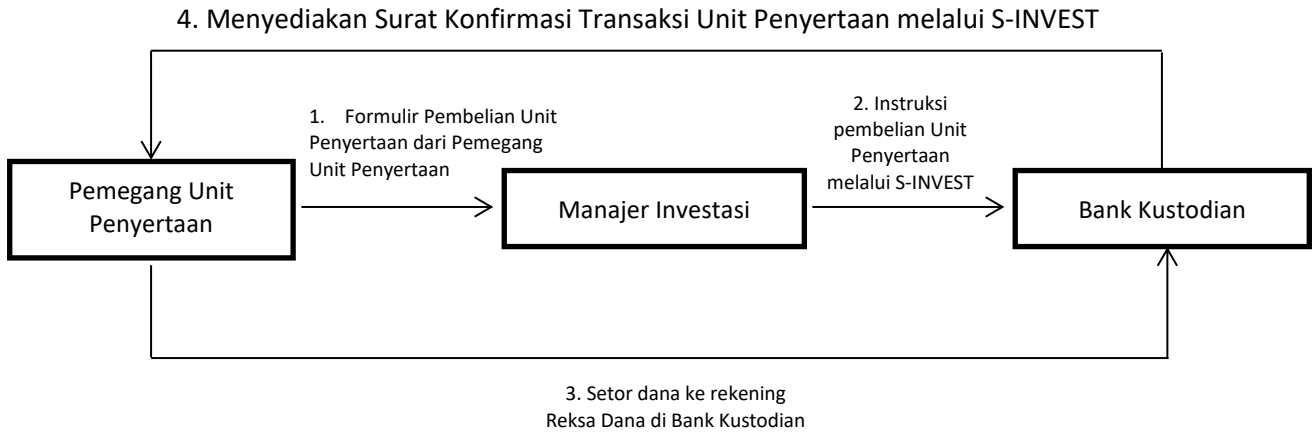 4. Menyediakan Surat Konfirmasi Transaksi Unit Penyertaan melalui S-INVEST
1. Formulir Pembelian Unit
Penyertaan dari Pemegang
Unit Penyertaan
2. Instruksi
pembelian Unit
Penyertaan
melalui S-INVEST
Pemegang Unit
Penyertaan
Manajer Investasi
Bank Kustodian
3. Setor dana ke rekening
Reksa Dana di Bank Kustodian